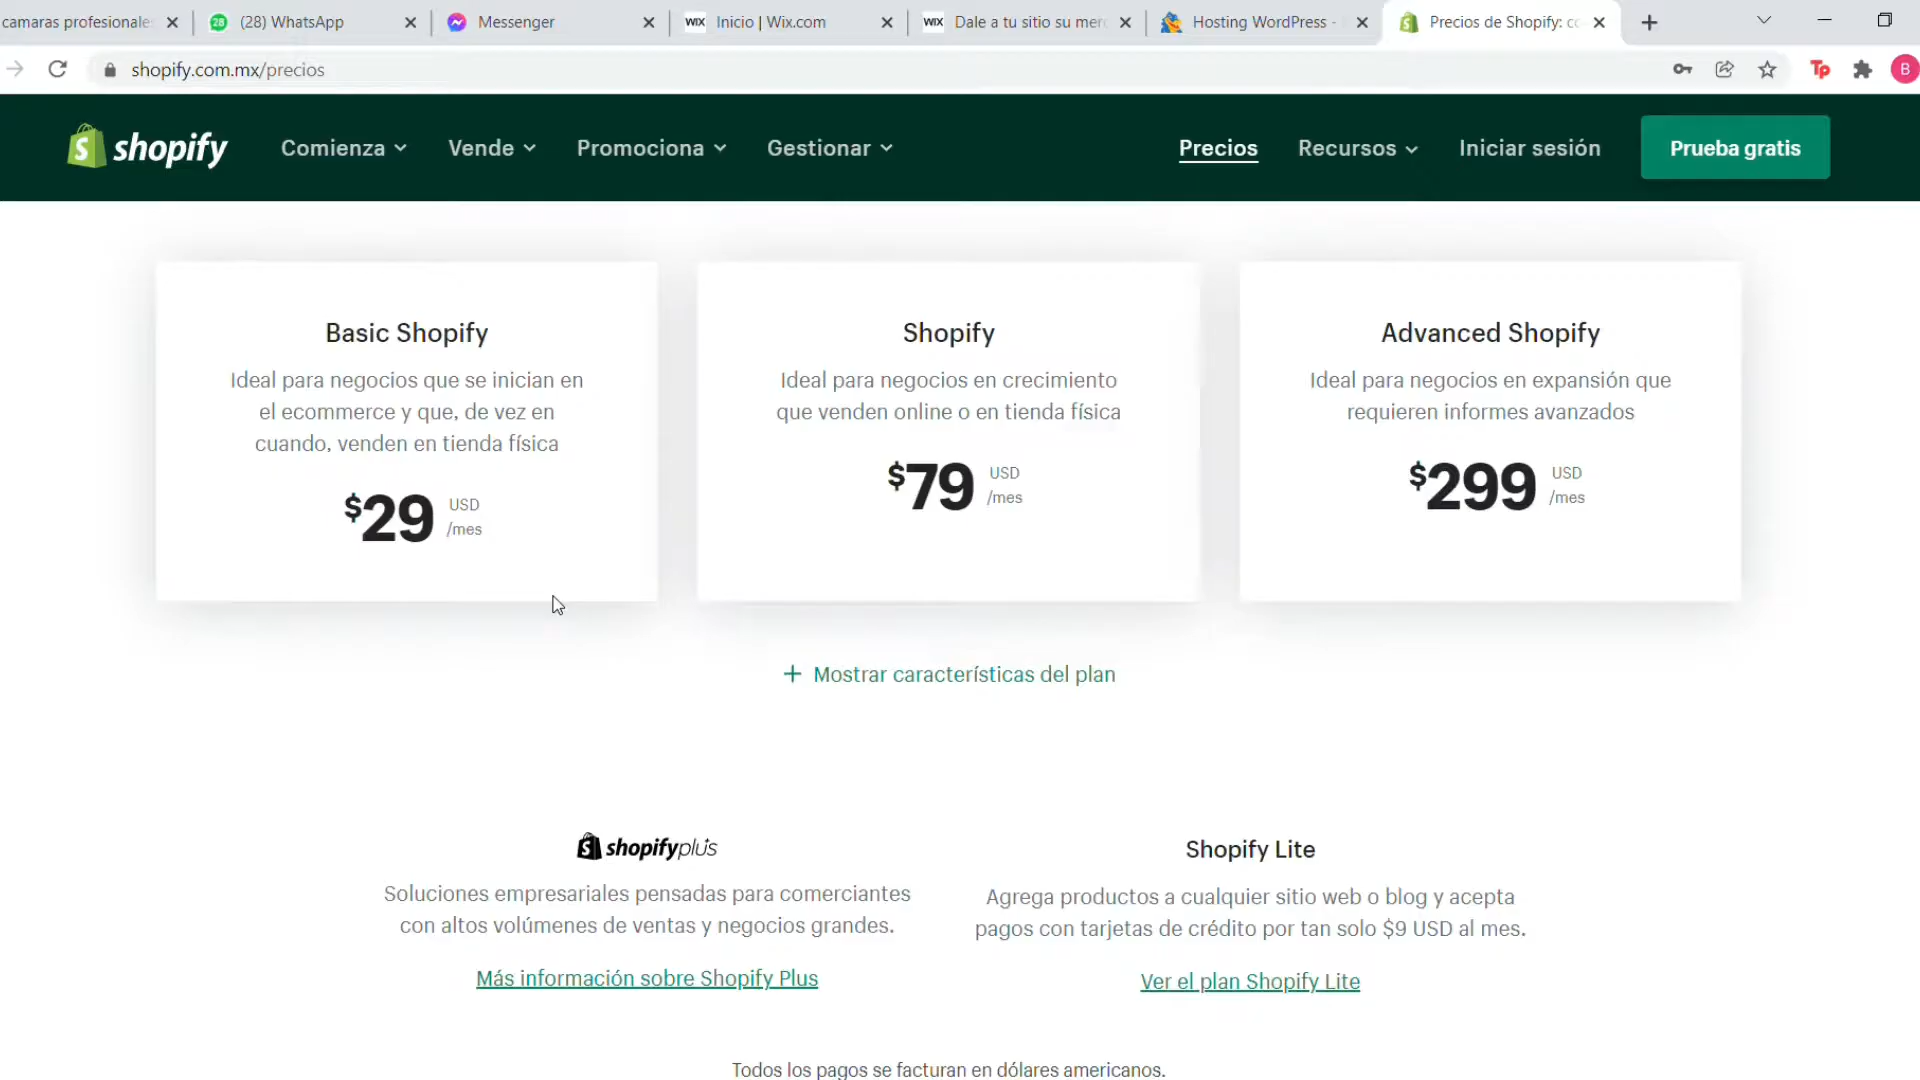 camaras profesionale
28
(28) WhatsApp
Messenger
WIX
Inicio | Wix.com
WIX
Dale a tu sitio su mer
Hosting WordPress -
Precios de Shopify: co
shopify.com.mx/precios
Tp
B
shopify
Comienza
Vende
Promociona
Gestionar
Precios
Recursos
Iniciar sesión
Prueba gratis
Basic Shopify
Ideal para negocios que se inician en
el ecommerce y que, de vez en
cuando, venden en tienda física
$29 USD
/mes
Shopify
Ideal para negocios en crecimiento
que venden online o en tienda física
$79 USD
/mes
Advanced Shopify
Ideal para negocios en expansión que
requieren informes avanzados
$299 USD
/mes
+ Mostrar características del plan
shopifyplus
Soluciones empresariales pensadas para comerciantes
con altos volúmenes de ventas y negocios grandes.
Más información sobre Shopify Plus
Shopify Lite
Agrega productos a cualquier sitio web o blog y acepta
pagos con tarjetas de crédito por tan solo $9 USD al mes.
Ver el plan Shopify Lite
Todos los pagos se facturan en dólares americanos.